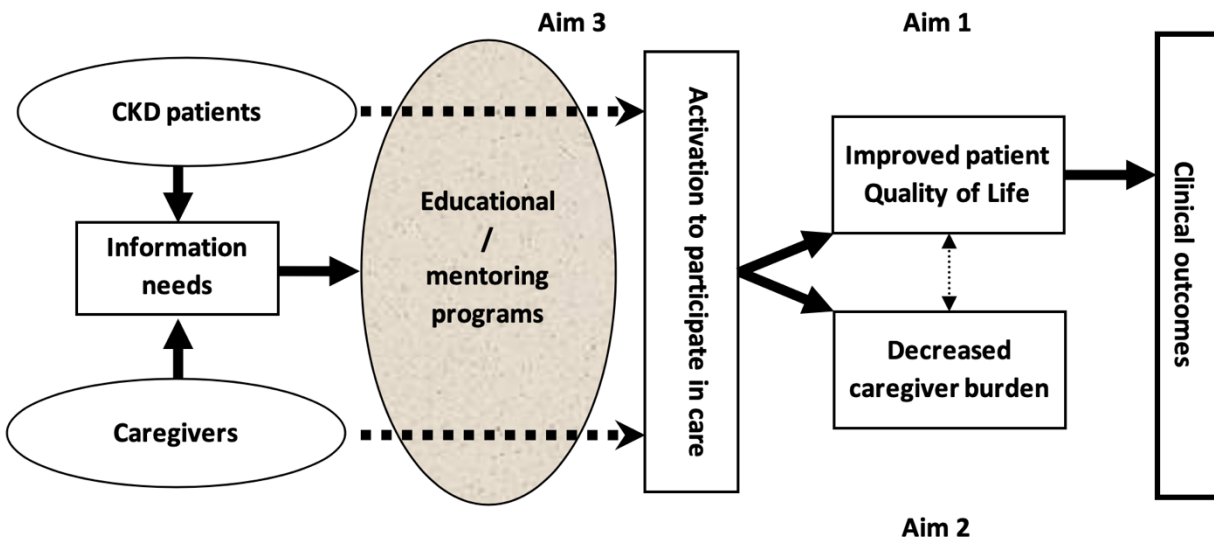 Aim 3
Aim 1
CKD patients
Information
needs
Caregivers
Educational
/
mentoring
programs
Activation to participate in care
Improved patient
Quality of Life
Decreased
caregiver burden
Clinical outcomes
Aim 2